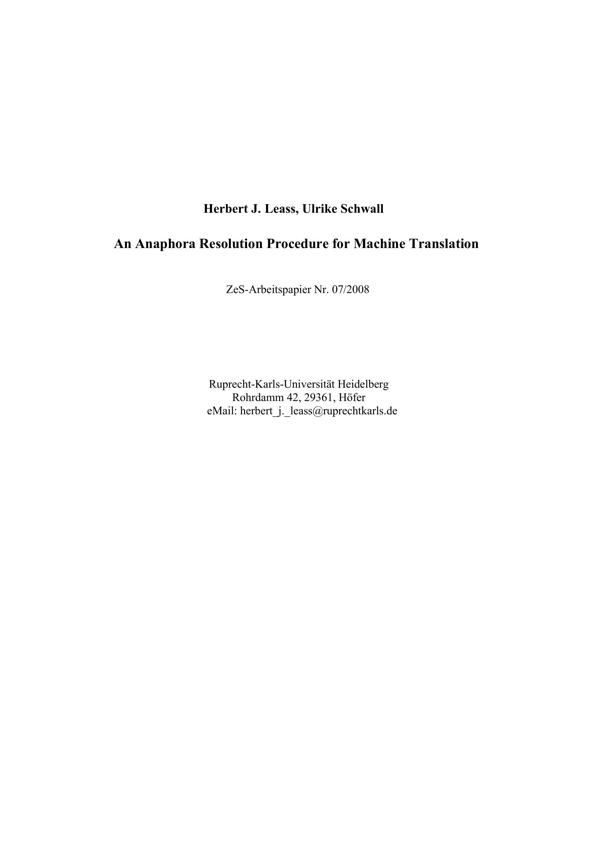 Herbert J. Leass, Ulrike Schwall
An Anaphora Resolution Procedure for Machine Translation
ZeS-Arbeitspapier Nr. 07/2008
Ruprecht-Karls-Universität Heidelberg
Rohrdamm 42, 29361, Höfer
eMail: herbert_j._leass@ruprechtkarls.de